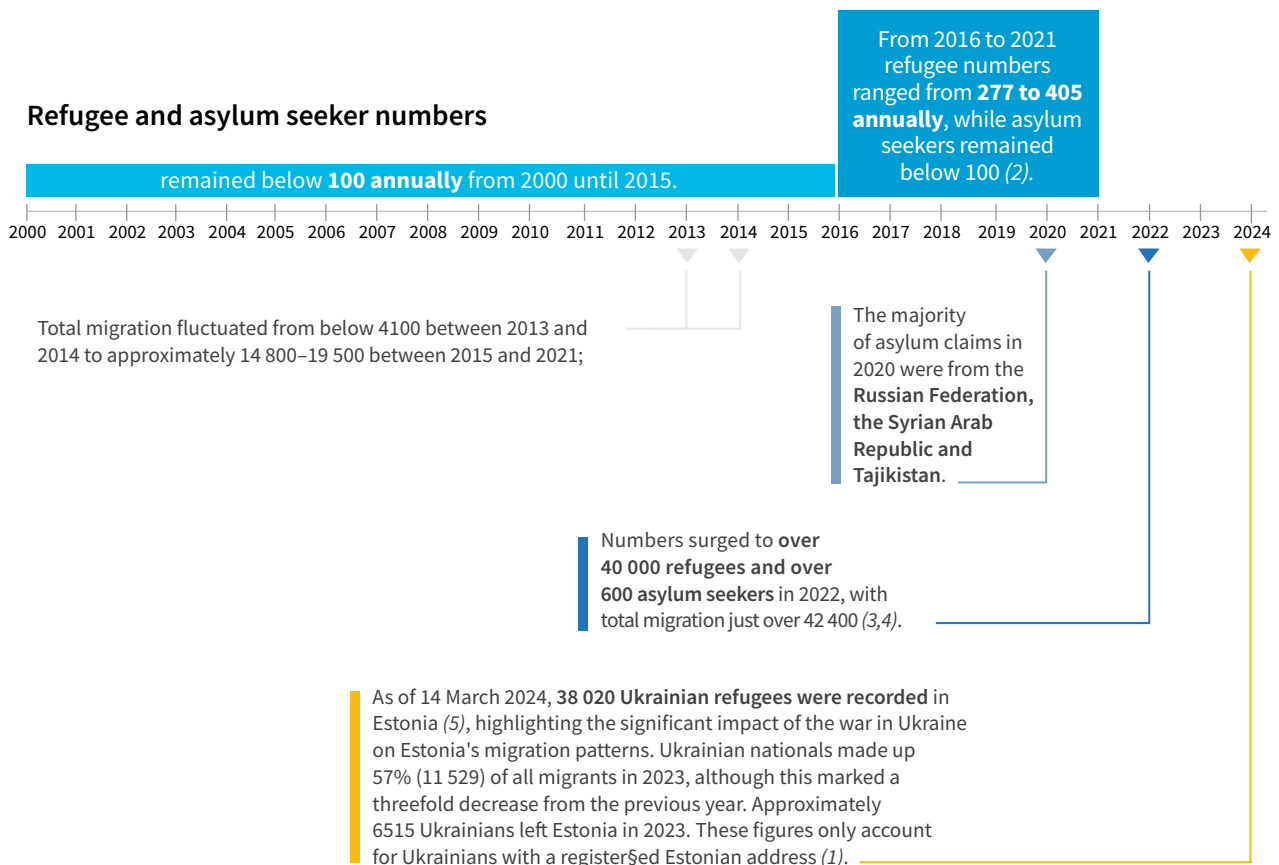 From 2016 to 2021
refugee numbers
ranged from 277 to 405
annually, while asylum
seekers remained
below 100 (2).
Refugee and asylum seeker numbers
remained below 100 annually from 2000 until 2015.
2000 2001 2002 2003 2004 2005 2006 2007 2008 2009 2010 2011 2012 2013 2014 2015 2016 2017 2018 2019 2020 2021 2022 2023 2024
Total migration fluctuated from below 4100 between 2013 and
2014 to approximately 14 800–19 500 between 2015 and 2021;
The majority
of asylum claims in
2020 were from the
Russian Federation,
the Syrian Arab
Republic and
Tajikistan.
Numbers surged to over
40 000 refugees and over
600 asylum seekers in 2022, with
total migration just over 42 400 (3,4).
As of 14 March 2024, 38 020 Ukrainian refugees were recorded in
Estonia (5), highlighting the significant impact of the war in Ukraine
on Estonia's migration patterns. Ukrainian nationals made up
57% (11 529) of all migrants in 2023, although this marked a
threefold decrease from the previous year. Approximately
6515 Ukrainians left Estonia in 2023. These figures only account
for Ukrainians with a register§ed Estonian address (1).